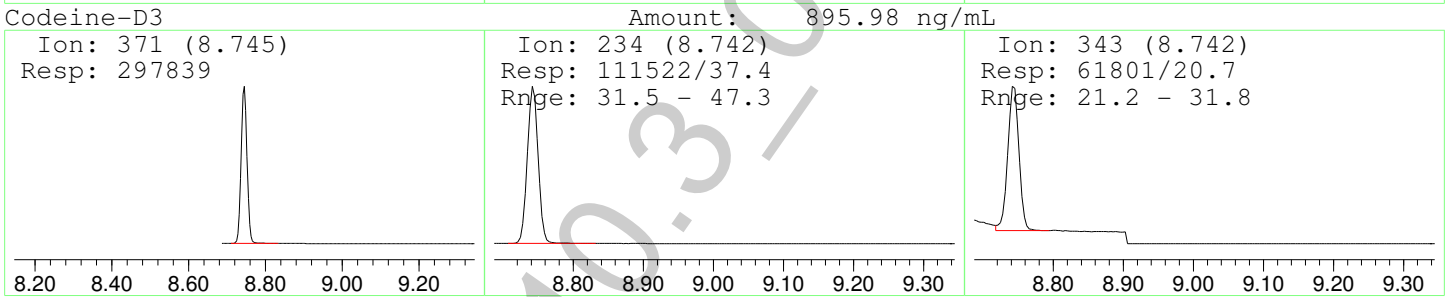 Codeine-D3 Amount: 895.98 ng/mL
Ion: 371 (8.745)
Resp: 297839
8.20 8.40 8.60 8.80 9.00 9.20
Ion: 234 (8.742)
Resp: 111522/37.4
Rnge: 31.5 - 47.3
8.80 8.90 9.00 9.10 9.20 9.30
Ion: 343 (8.742)
Resp: 61801/20.7
Rnge: 21.2 - 31.8
8.80 8.90 9.00 9.10 9.20 9.30